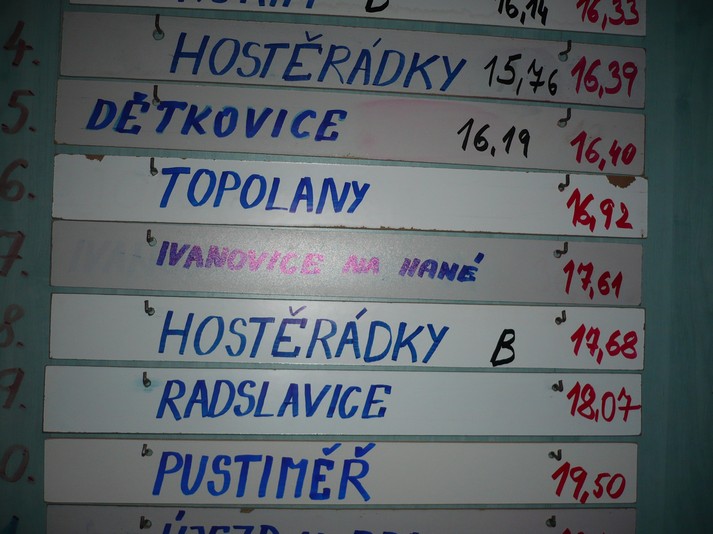 B 16,14 16,33
4. HOSTĚRÁDKY 15,76 16,39
5. DĚTKOVICE 16,19 16,40
6. TOPOLANY 16,92
7. IVANOVICE NA HANÉ 17,61
8. HOSTĚRÁDKY B 17,68
9. RADSLAVICE 18,07
0. PUSTIMĚŘ 19,50